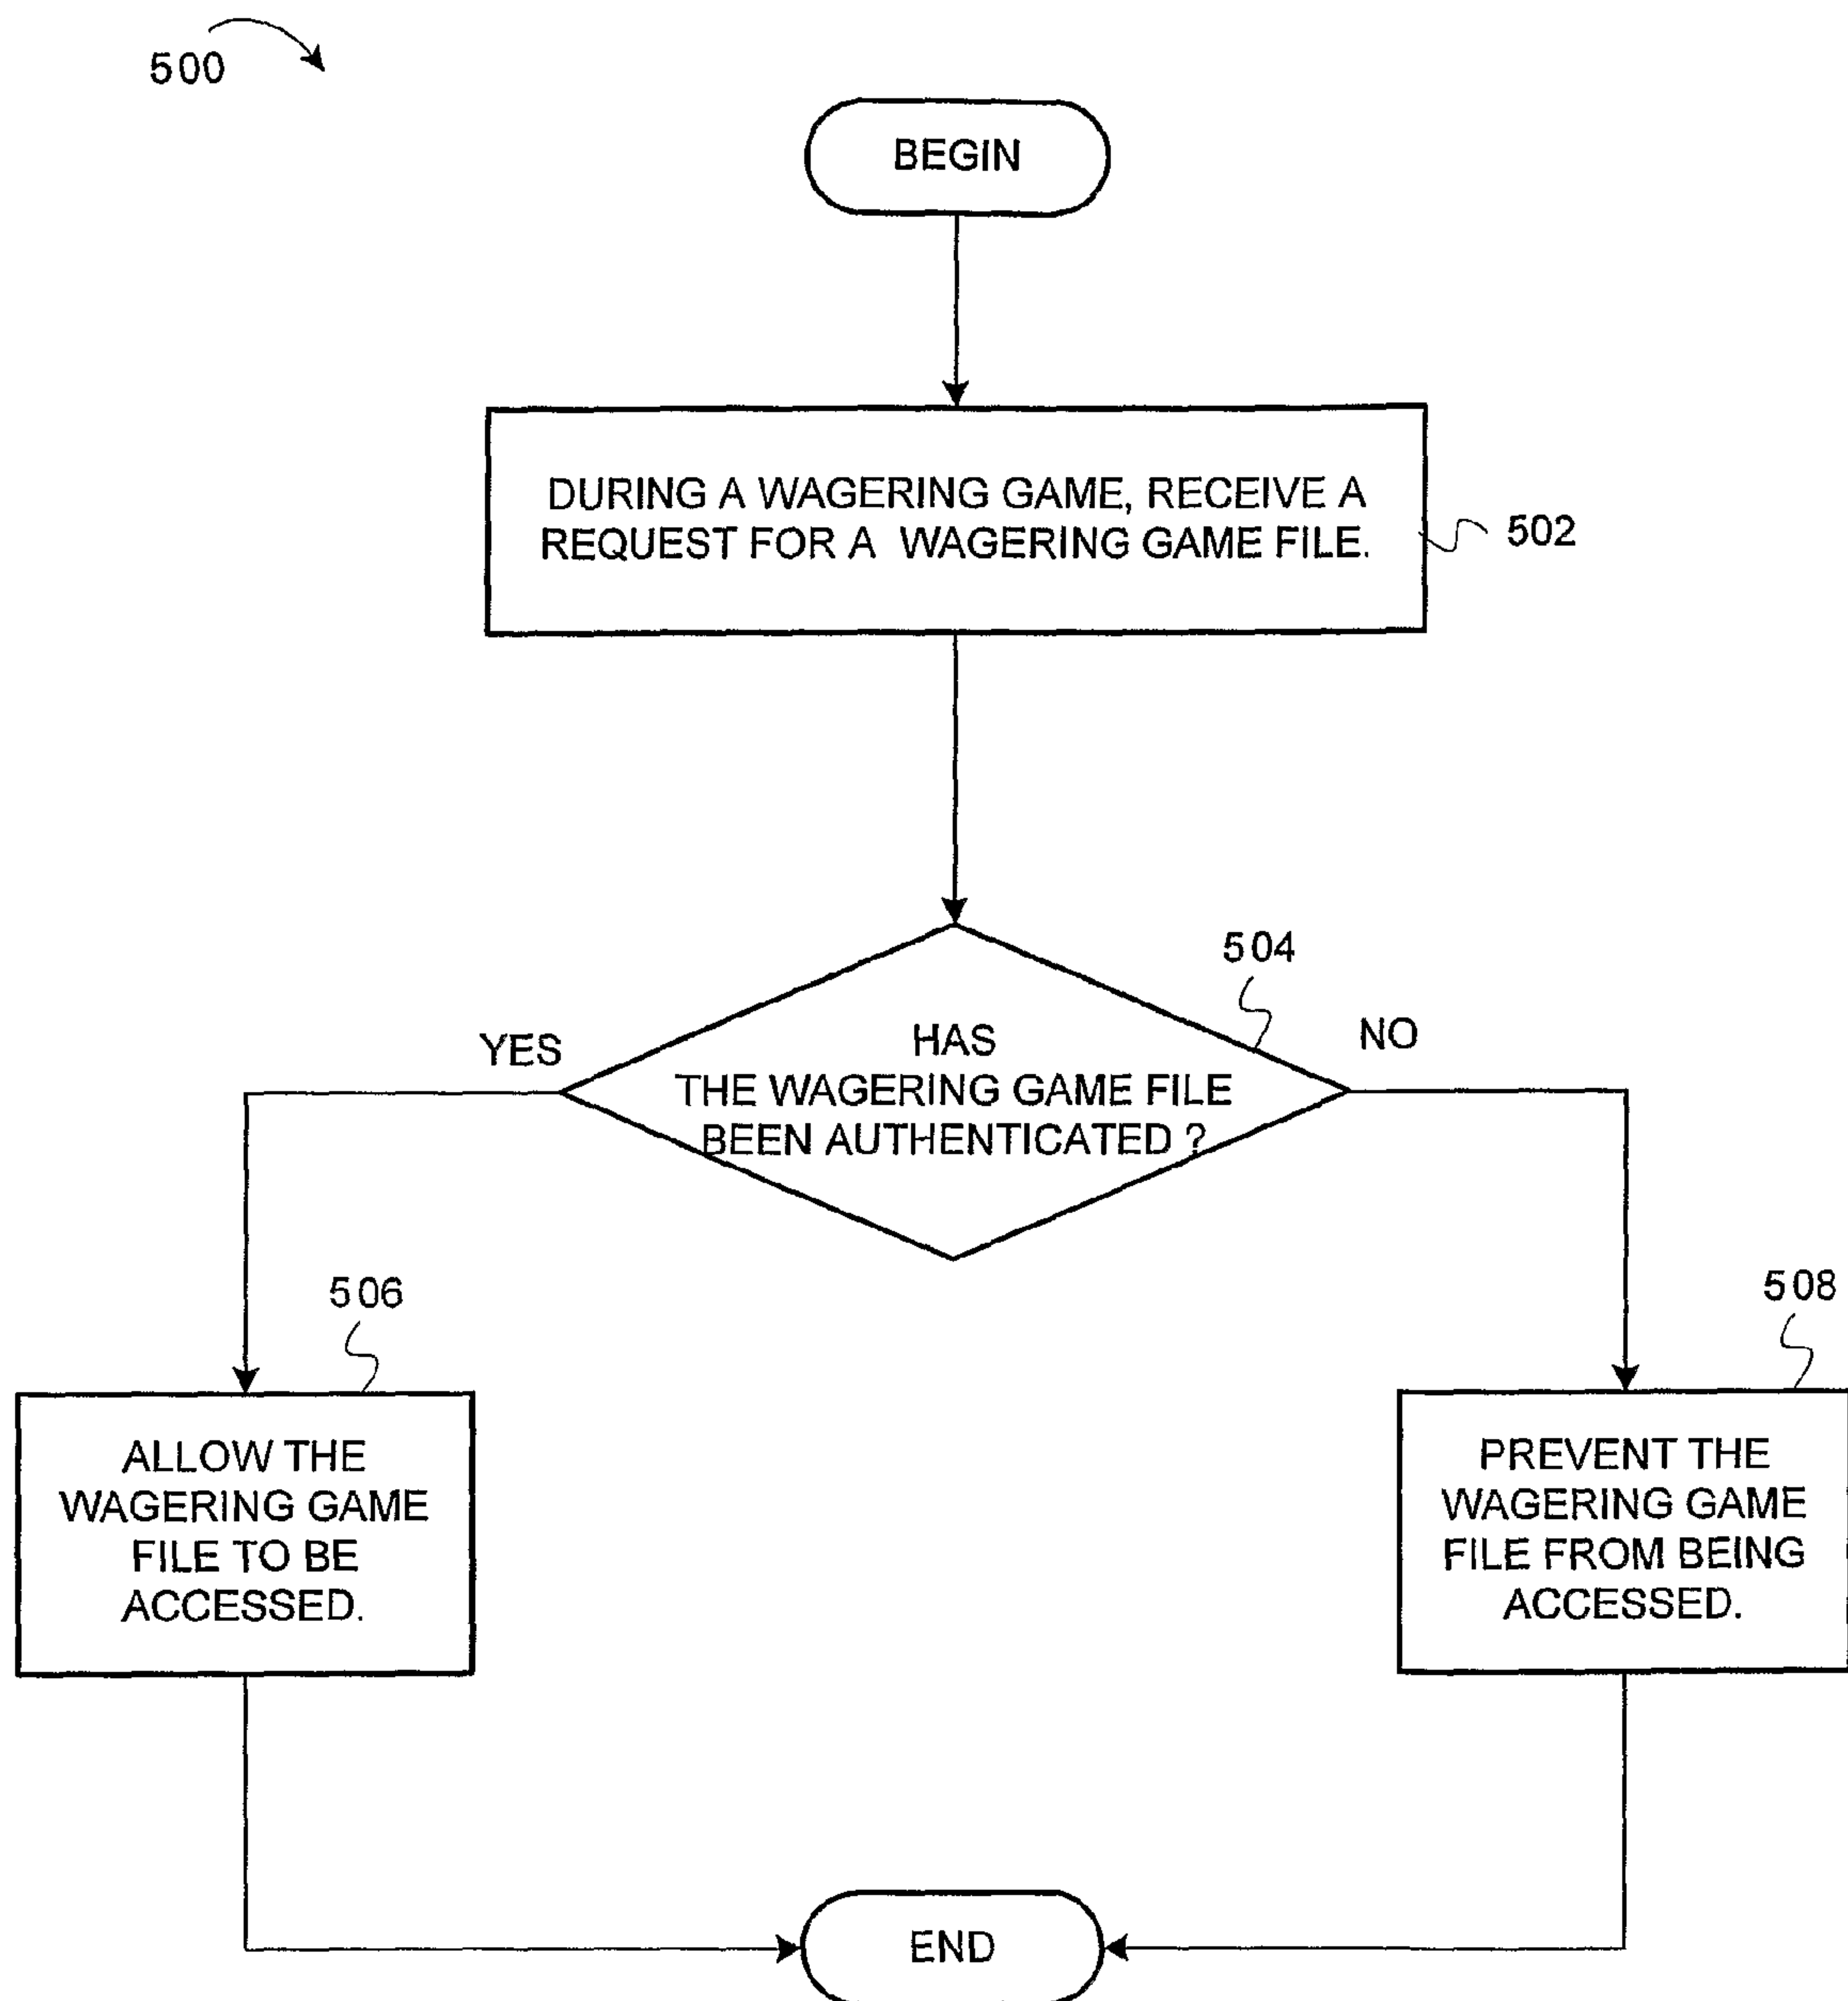 500
BEGIN
DURING A WAGERING GAME, RECEIVE A
REQUEST FOR A WAGERING GAME FILE.
502
504
YES
NO
HAS
THE WAGERING GAME FILE
BEEN AUTHENTICATED ?
506
508
ALLOW THE
WAGERING GAME
FILE TO BE
ACCESSED.
PREVENT THE
WAGERING GAME
FILE FROM BEING
ACCESSED.
END